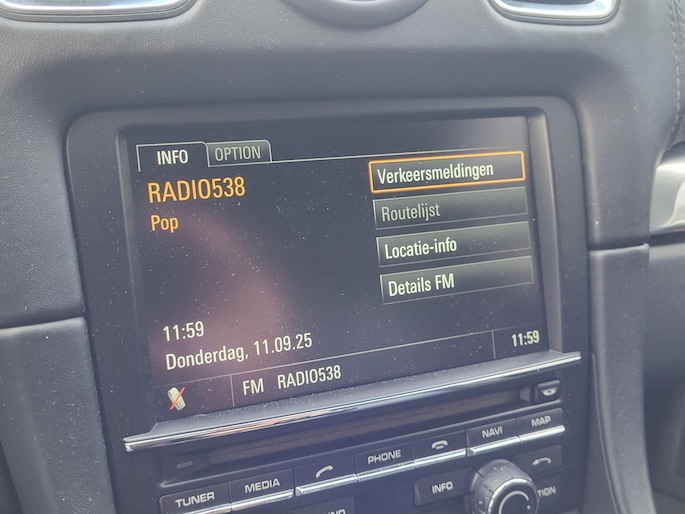 INFO OPTION
RADIO538
Pop
Verkeersmeldingen
Routelijst
Locatie-info
Details FM
11:59
Donderdag, 11.09.25
FM RADIO538
11:59
TUNER MEDIA PHONE NAVI MAP
INFO